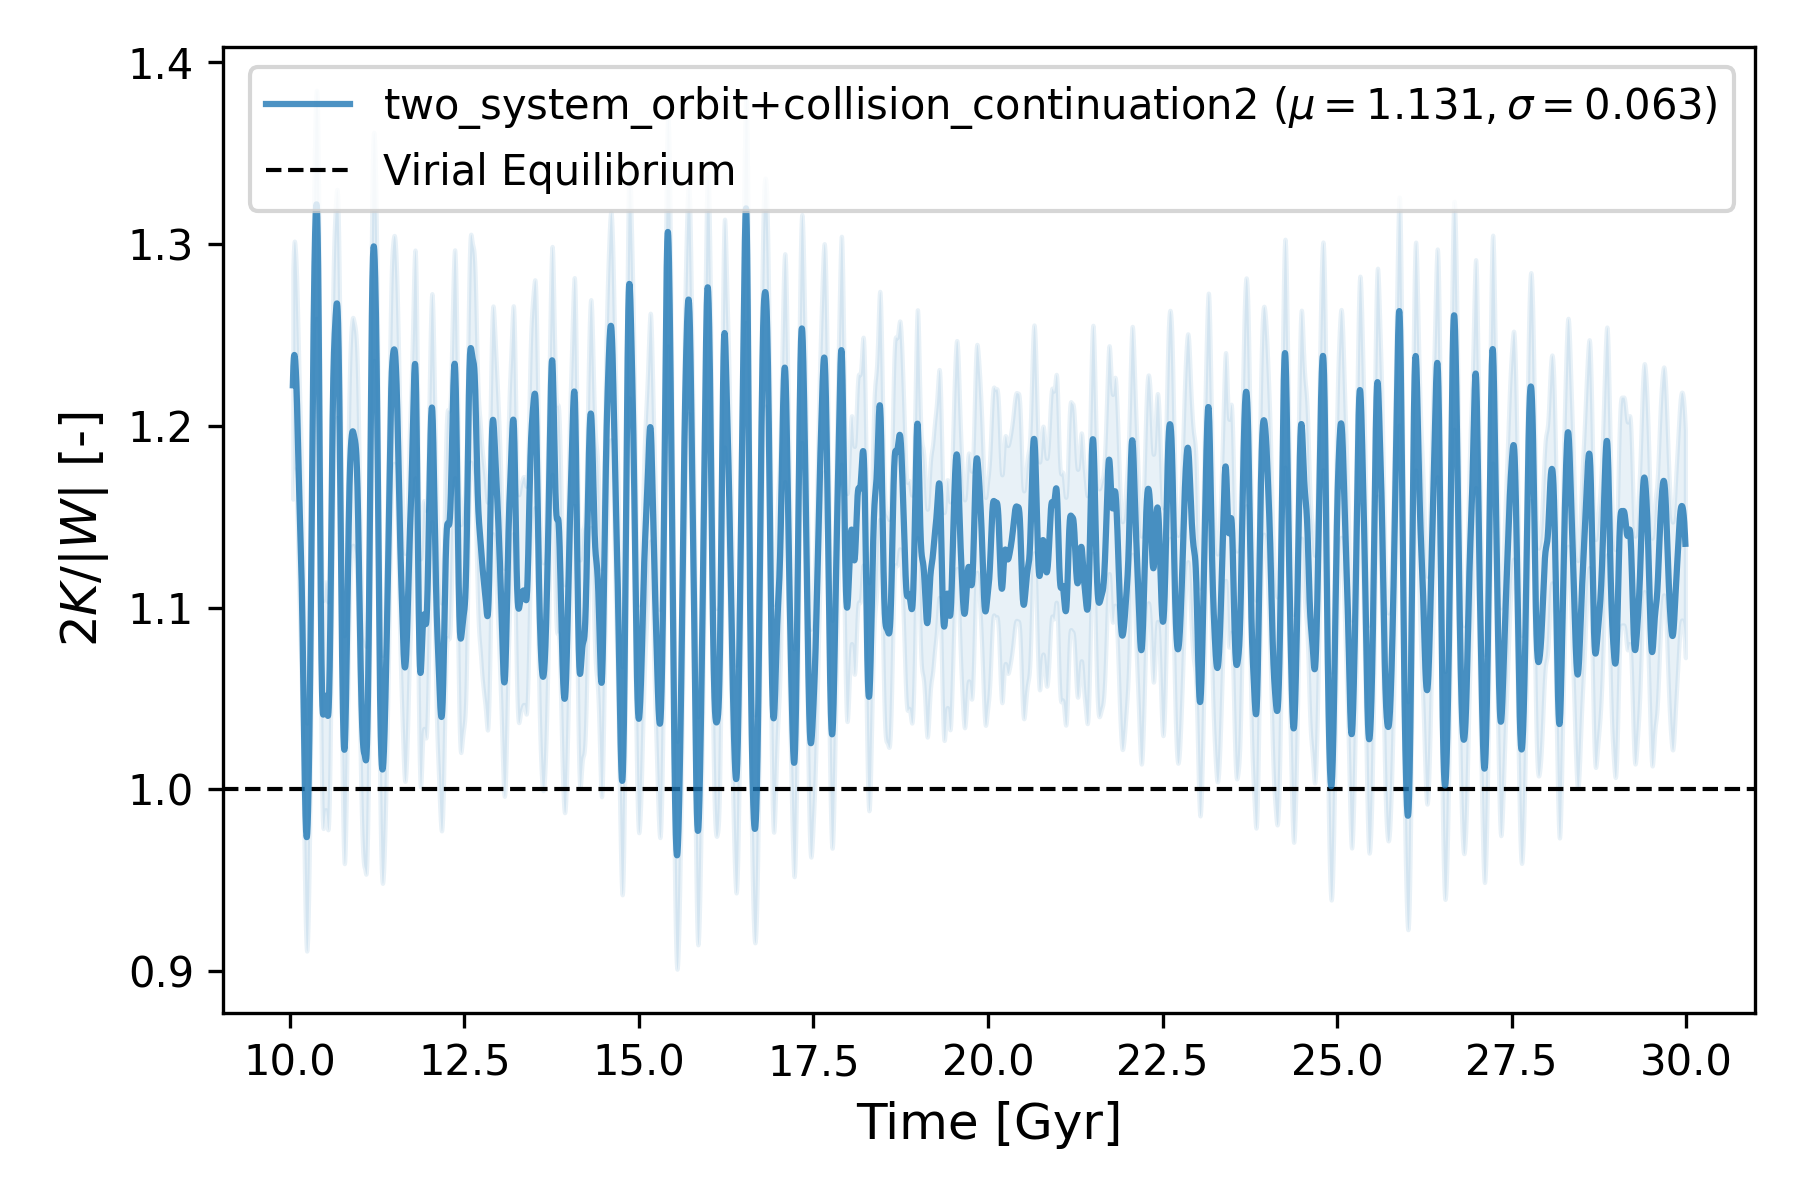 1.4
1.3
1.2
1.1
1.0
0.9
2K/|W| [-]
two_system_orbit+collision_continuation2 (μ = 1.131, σ = 0.063)
Virial Equilibrium
10.0 12.5 15.0 17.5 20.0 22.5 25.0 27.5 30.0
Time [Gyr]